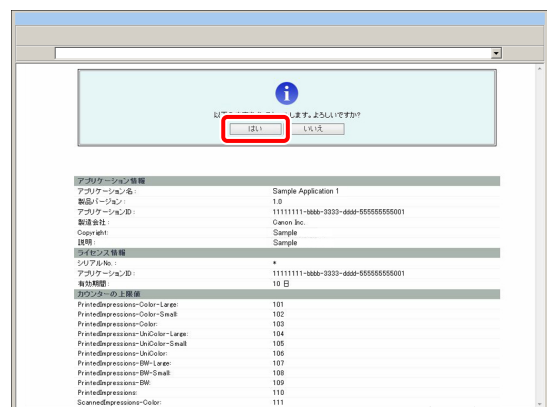 します。よろしいですか?
はい いいえ
アプリケーション情報
アプリケーション名: Sample Application 1
製品バージョン: 1.0
アプリケーションID: 11111111-bbbb-3333-dddd-555555555001
製造会社: Canon Inc.
Copyright: Sample
説明: Sample
ライセンス情報
シリアルNo.: *
アプリケーションID: 11111111-bbbb-3333-dddd-555555555001
有効期間: 10 日
カウンターの上限値
PrintedImpressions-Color-Large: 101
PrintedImpressions-Color-Small: 102
PrintedImpressions-Color: 103
PrintedImpressions-UniColor-Large: 104
PrintedImpressions-UniColor-Small: 105
PrintedImpressions-UniColor: 106
PrintedImpressions-BW-Large: 107
PrintedImpressions-BW-Small: 108
PrintedImpressions-BW: 109
PrintedImpressions: 110
ScannedImpressions-Color: 111